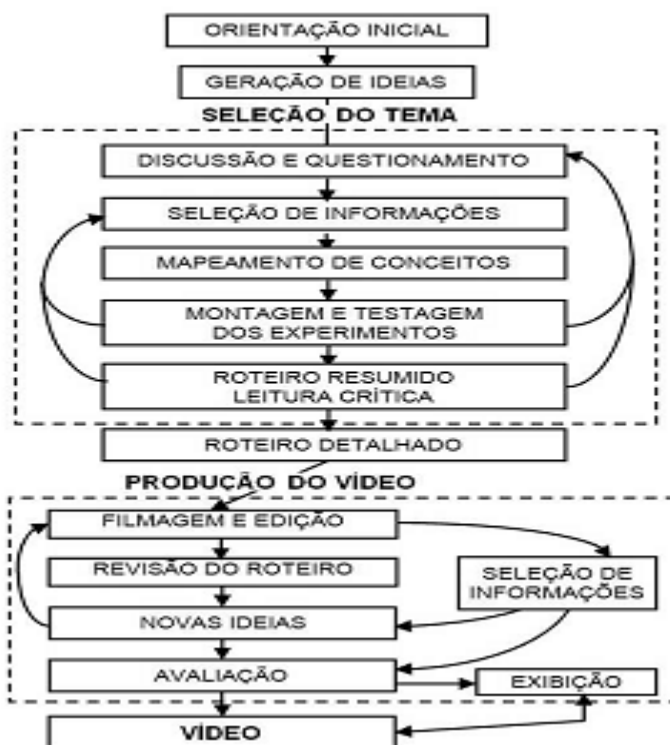 ORIENTAÇÃO INICIAL
GERAÇÃO DE IDEIAS
SELEÇÃO DO TEMA
DISCUSSÃO E QUESTIONAMENTO
SELEÇÃO DE INFORMAÇÕES
MAPEAMENTO DE CONCEITOS
MONTAGEM E TESTAGEM
DOS EXPERIMENTOS
ROTEIRO RESUMIDO
LEITURA CRÍTICA
ROTEIRO DETALHADO
PRODUÇÃO DO VÍDEO
FILMAGEM E EDIÇÃO
REVISÃO DO ROTEIRO
SELEÇÃO DE
INFORMAÇÕES
NOVAS IDEIAS
AVALIAÇÃO
EXIBIÇÃO
VÍDEO